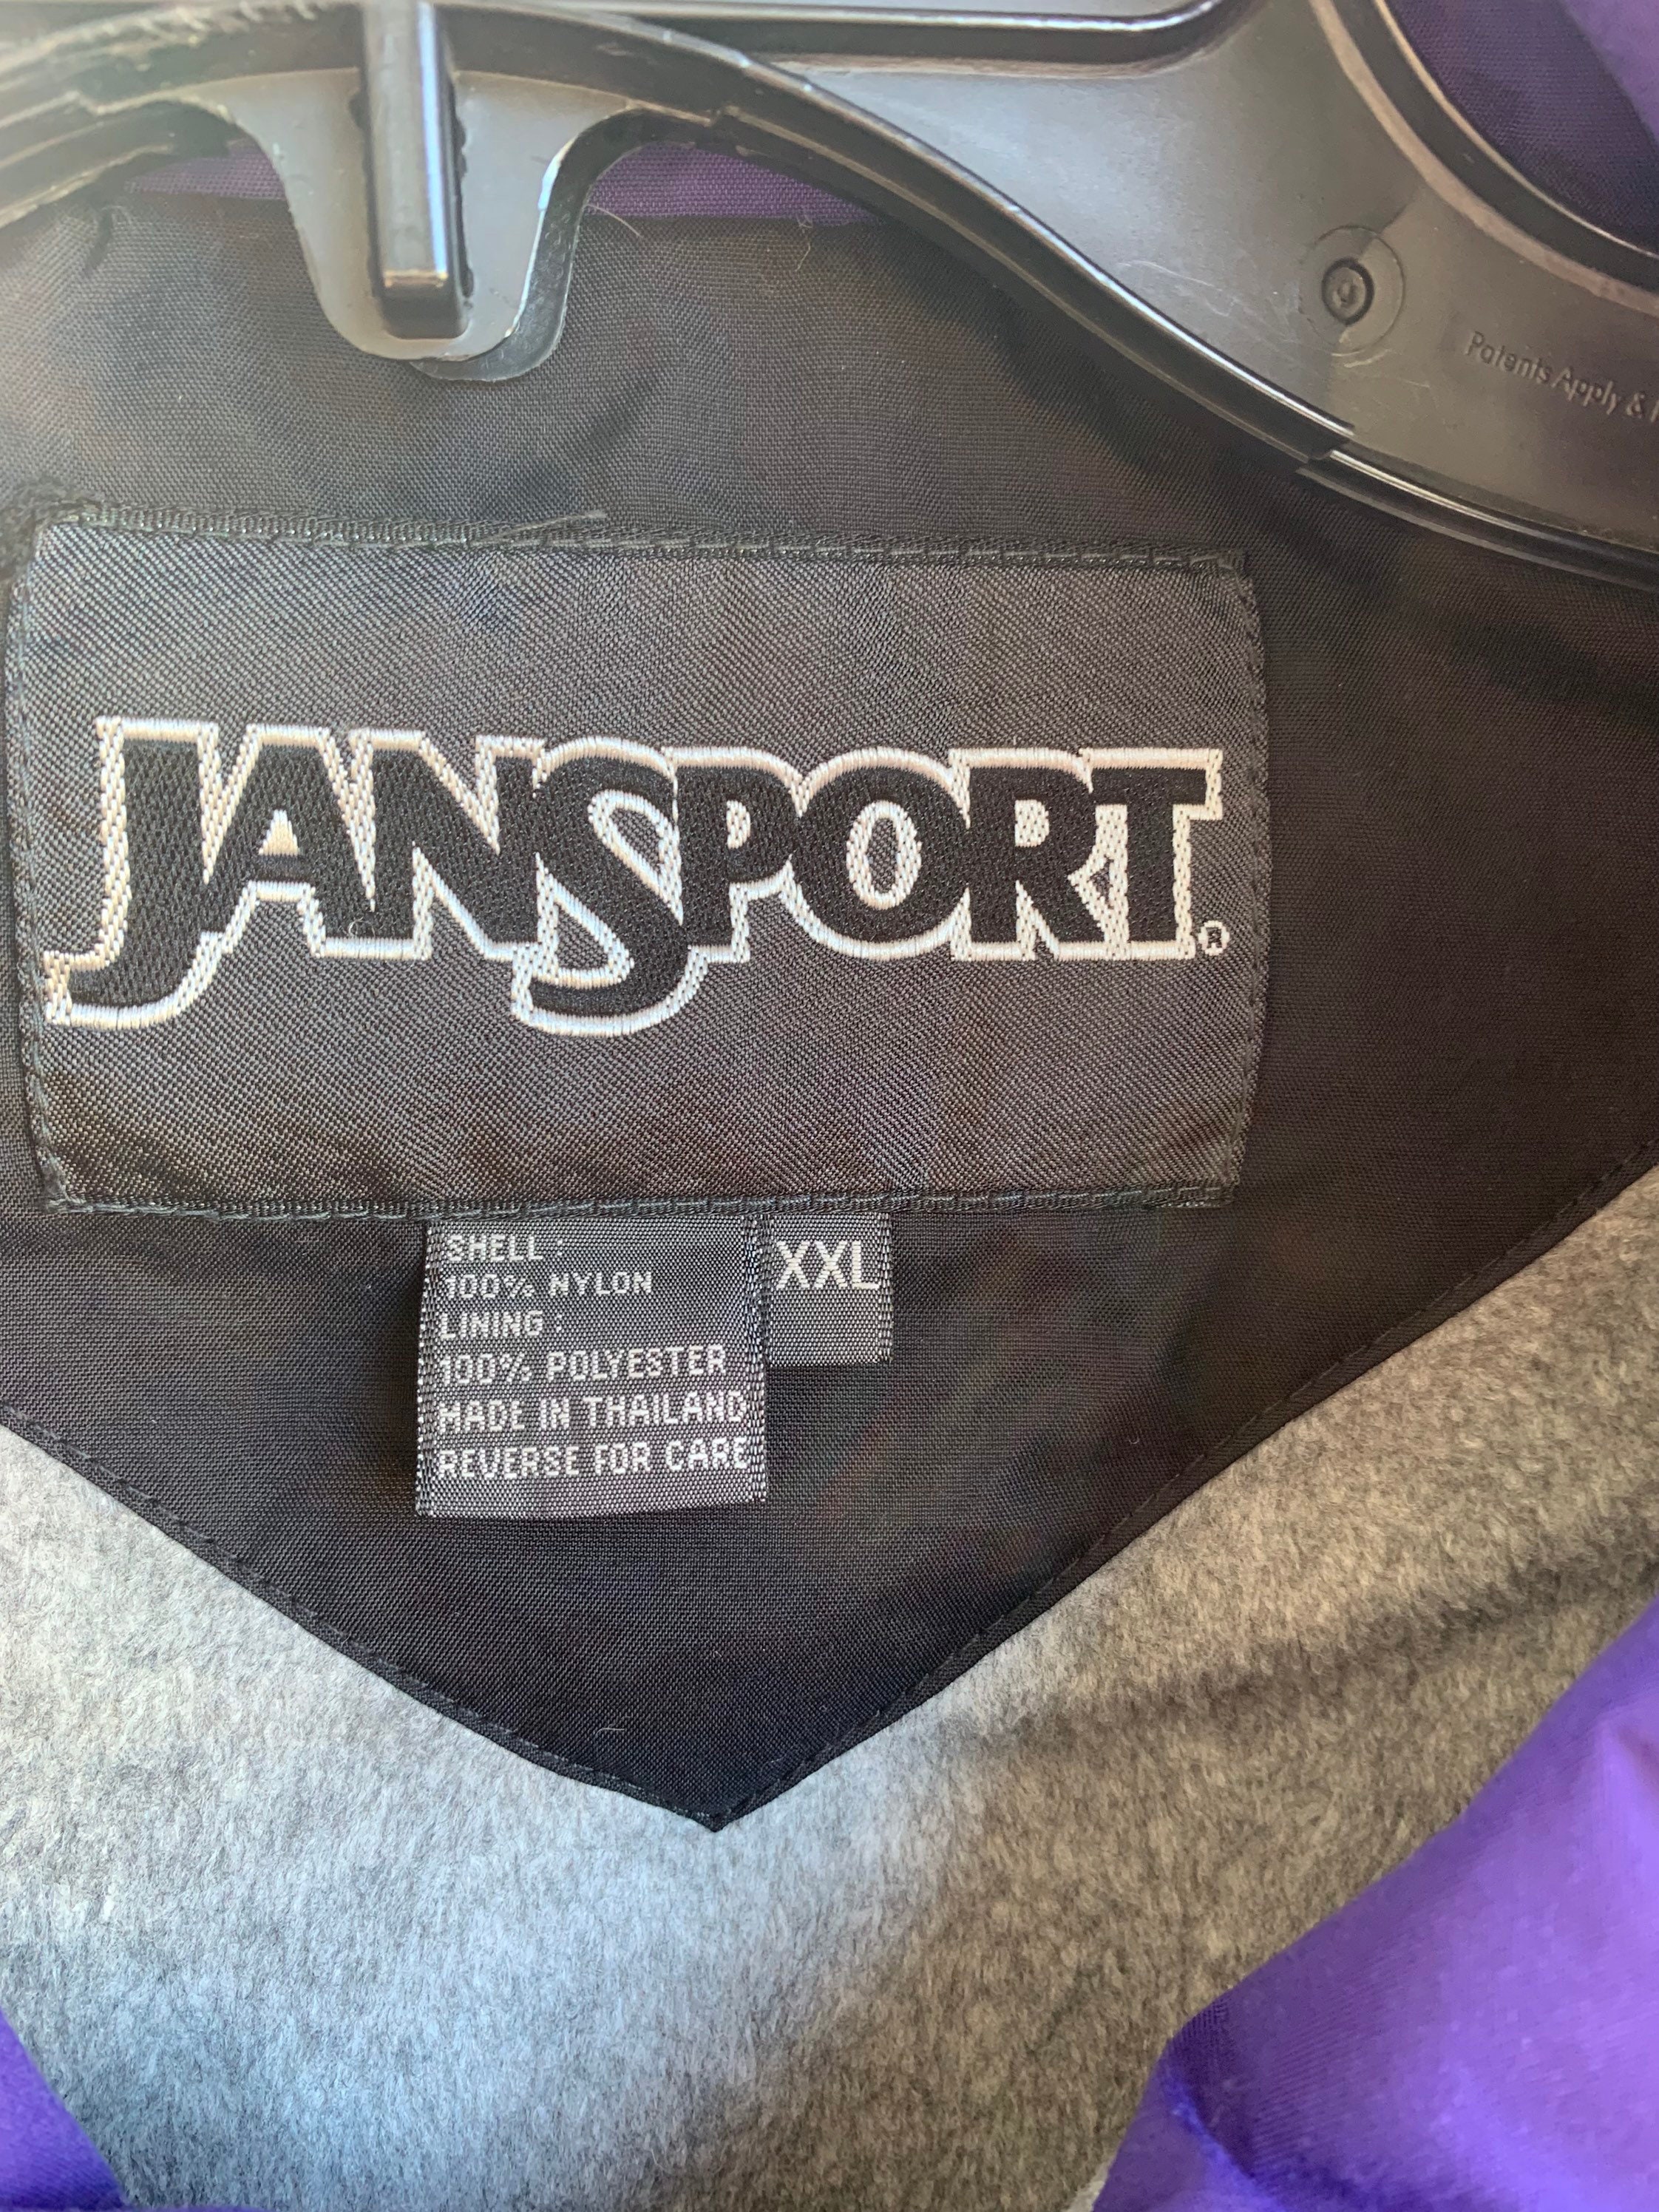 Patents Apply &
JANSPORT®
SHELL :
100% NYLON
LINING :
100% POLYESTER
MADE IN THAILAND
REVERSE FOR CARE
XXL